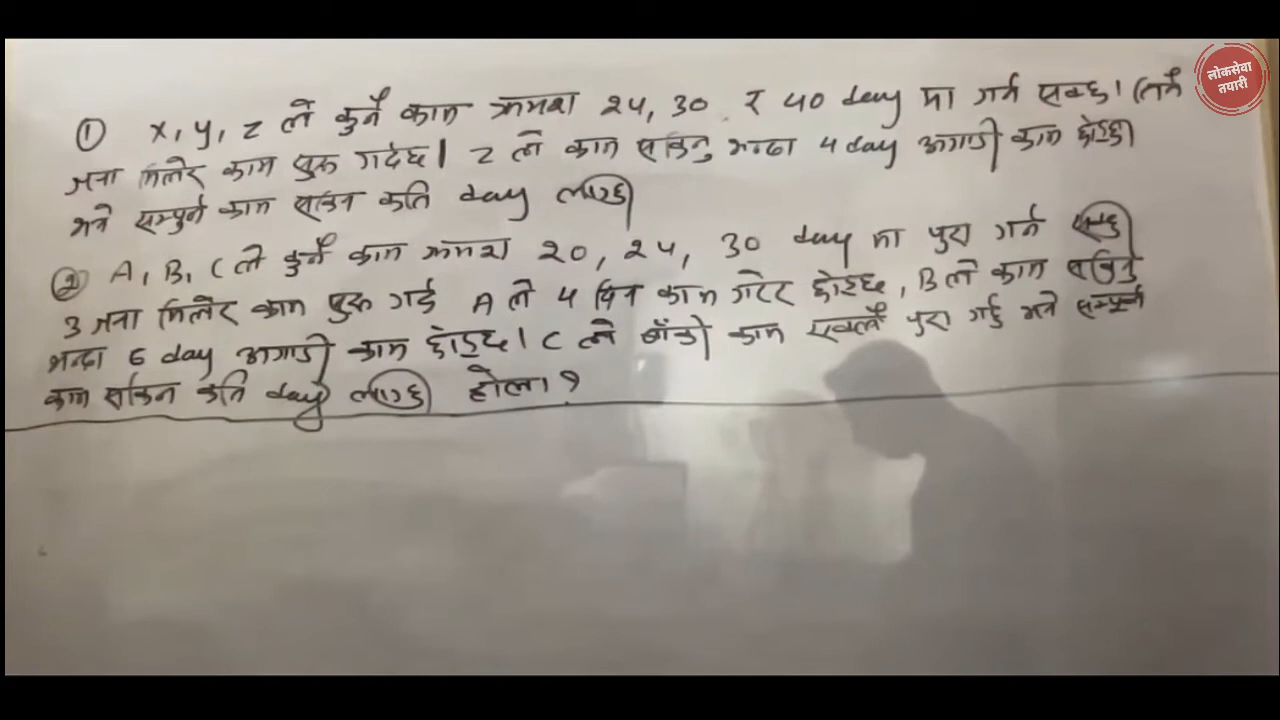 लोकसेवा
तयारी
① x, y, z ले कुनै काम क्रमश 24, 30 र 40 day मा गर्न सक्छ। तिनै
जना मिलेर काम सुरु गर्दछ। z ले काम सकिनु भन्दा 4 day अगाडी काम छोड्छ।
भने सम्पुर्न काम सकिन कति day लाग्छ
② A, B, C ले कुनै काम क्रमश 20, 24, 30 day मा पुरा गर्न सक्छ
3 जना मिलेर काम सुरु गर्दा A ले 4 दिन काम गरेर छोड्छ, B ले काम सकिनु
भन्दा 6 day अगाडी काम छोड्छ। C ले बाँकी काम एक्लै पुरा गर्छ भने सम्पूर्ण
काम सकिन कति day लाग्छ होला ?